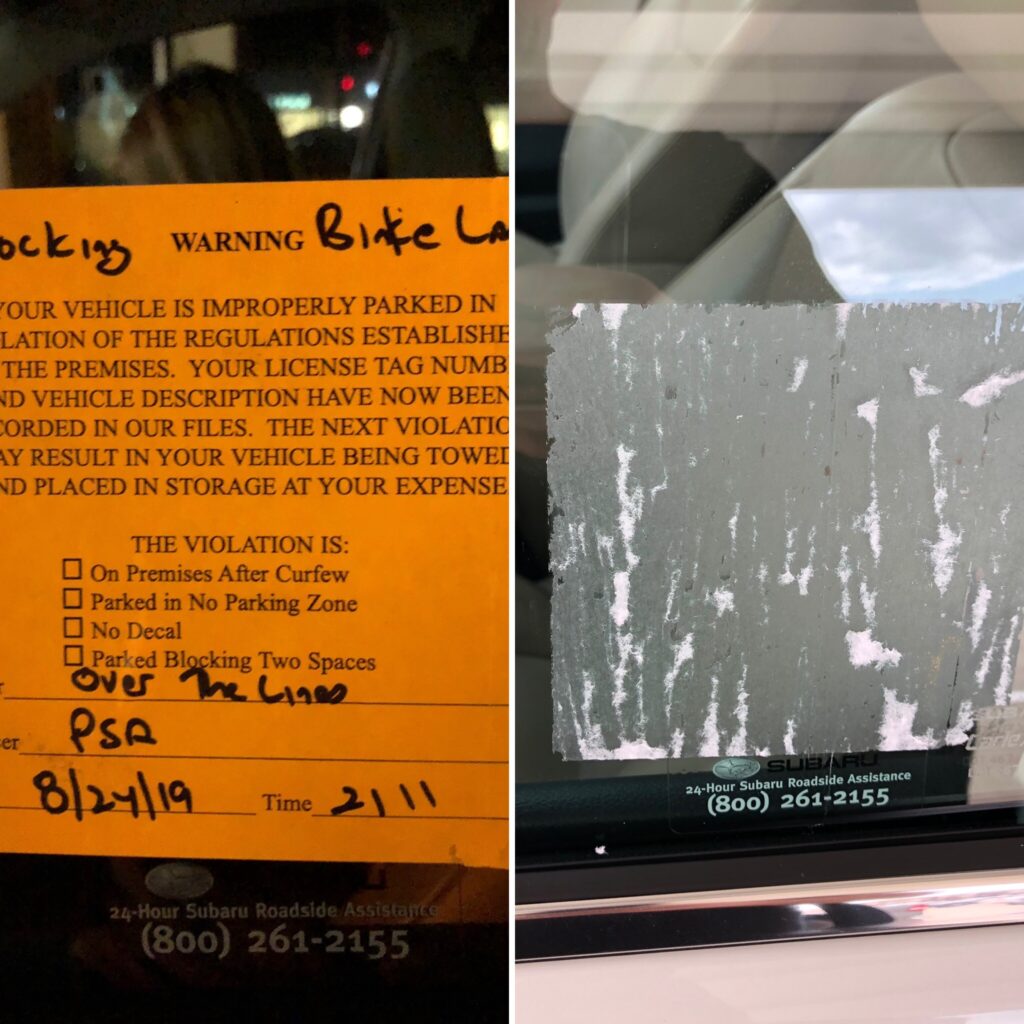 ocking WARNING Bike La
YOUR VEHICLE IS IMPROPERLY PARKED IN
LATION OF THE REGULATIONS ESTABLISHE
THE PREMISES. YOUR LICENSE TAG NUMB
ND VEHICLE DESCRIPTION HAVE NOW BEEN
CORDED IN OUR FILES. THE NEXT VIOLATIO
AY RESULT IN YOUR VEHICLE BEING TOWED
ND PLACED IN STORAGE AT YOUR EXPENSE
THE VIOLATION IS:
On Premises After Curfew
Parked in No Parking Zone
No Decal
Parked Blocking Two Spaces
r Over The Lines
er PSA
8/24/19 Time 2111
24-Hour Subaru Roadside Assistance
(800) 261-2155
SUBARU
24-Hour Subaru Roadside Assistance
(800) 261-2155